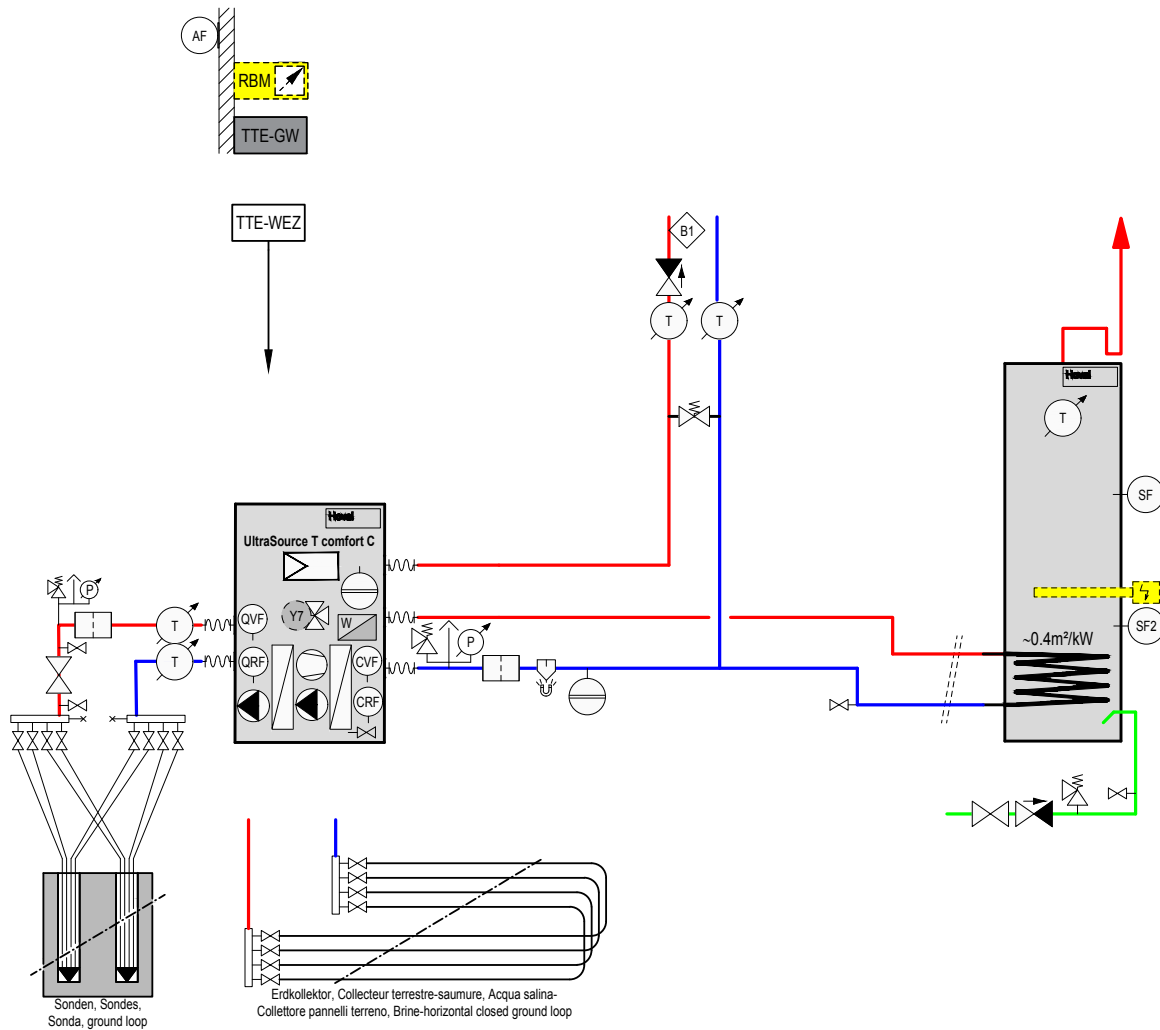 AF
RBM
TTE-GW
TTE-WEZ
B1
T
T
Hoval
T
SF
SF2
~0.4m²/kW
Hoval
UltraSource T comfort C
P
T
T
QVF
Y7
W
P
QRF
CVF
CRF
Sonden, Sondes,
Sonda, ground loop
Erdkollektor, Collecteur terrestre-saumure, Acqua salina-
Collettore pannelli terreno, Brine-horizontal closed ground loop